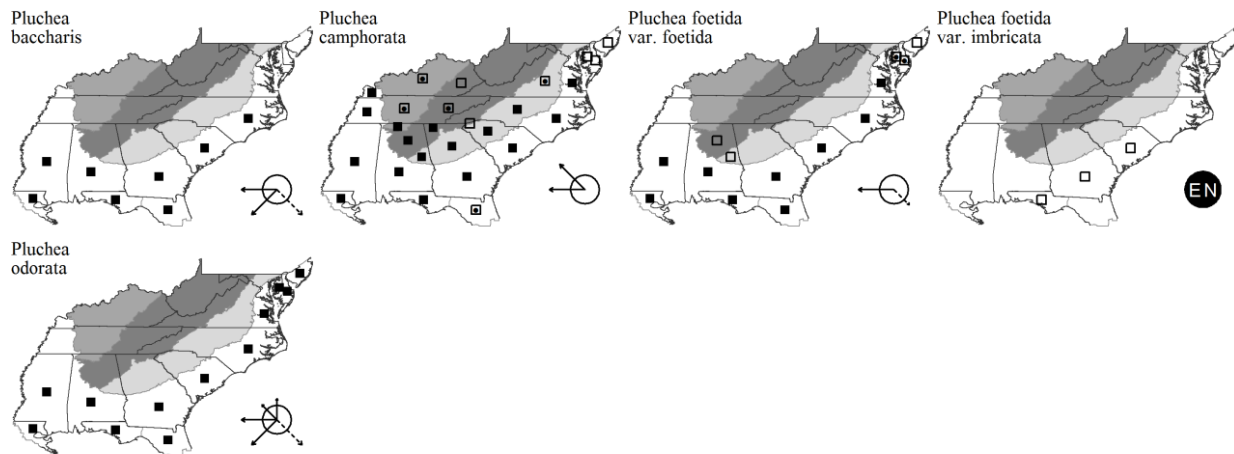 Pluchea
baccharis
Pluchea
camphorata
Pluchea foetida
var. foetida
Pluchea foetida
var. imbricata
EN
Pluchea
odorata